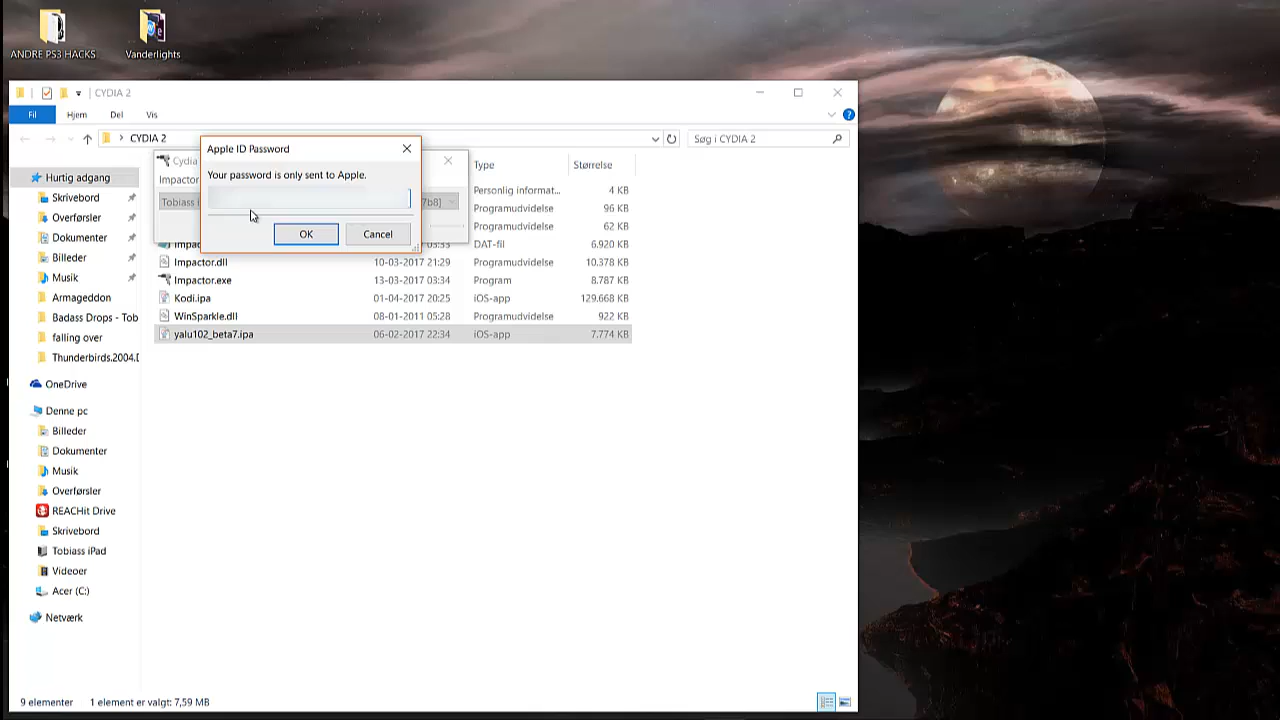 ANDRE PS3 HACKS
Vanderlights
CYDIA 2
Fil
Hjem
Del
Vis
CYDIA 2
Søg i CYDIA 2
Apple ID Password
Your password is only sent to Apple.
OK
Cancel
Cydia
Impactor
Tobiass i
7b8]
Type
Størrelse
Personlig informat...
4 KB
Programudvidelse
96 KB
Programudvidelse
62 KB
DAT-fil
6.920 KB
Impactor.dll
10-03-2017 21:29
Programudvidelse
10.378 KB
Impactor.exe
13-03-2017 03:34
Program
8.787 KB
Kodi.ipa
01-04-2017 20:25
iOS-app
129.668 KB
WinSparkle.dll
08-01-2011 05:28
Programudvidelse
922 KB
yalu102_beta7.ipa
06-02-2017 22:34
iOS-app
7.774 KB
Hurtig adgang
Skrivebord
Overførsler
Dokumenter
Billeder
Musik
Armageddon
Badass Drops - Tob
falling over
Thunderbirds.2004.D
OneDrive
Denne pc
Billeder
Dokumenter
Musik
Overførsler
REACHit Drive
Skrivebord
Tobiass iPad
Videoer
Acer (C:)
Netværk
9 elementer
1 element er valgt: 7,59 MB